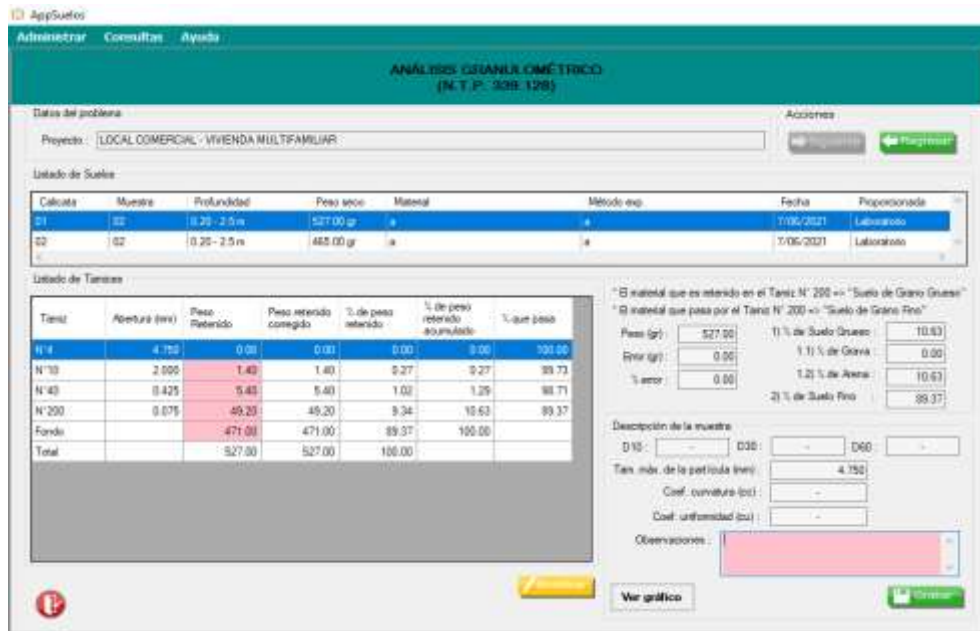 AppSuelos
Administrar Consultas Ayuda
ANÁLISIS GRANULOMÉTRICO
(N.T.P. 339.128)
Datos del problema
Proyecto : LOCAL COMERCIAL - VIVIENDA MULTIFAMILIAR
Acciones
Regresar
Listado de Suelos
Calicata Muestra Profundidad Peso seco Material Método exp. Fecha Proporcionada
01 02 0.20 - 2.5 m 527.00 gr a a 7/06/2021 Laboratorio
02 02 0.20 - 2.5 m 465.00 gr a a 7/06/2021 Laboratorio
Listado de Tamices
Tamiz Abertura (mm) Peso Retenido Peso retenido corregido % de peso retenido % de peso retenido acumulado % que pasa
N°4 4.750 0.00 0.00 0.00 0.00 100.00
N°10 2.000 1.40 1.40 0.27 0.27 99.73
N°40 0.425 5.40 5.40 1.02 1.29 98.71
N°200 0.075 49.20 49.20 9.34 10.63 89.37
Fondo 471.00 471.00 89.37 100.00
Total 527.00 527.00 100.00
* El material que es retenido en el Tamiz N° 200 => "Suelo de Grano Grueso"
* El material que pasa por el Tamiz N° 200 => "Suelo de Grano Fino"
Peso (gr) : 527.00 1) % de Suelo Grueso : 10.63
Error (gr) : 0.00 1.1) % de Grava : 0.00
% error : 0.00 1.2) % de Arena : 10.63
2) % de Suelo Fino : 89.37
Descripción de la muestra
D10 : - D30 : - D60 : -
Tam. máx. de la partícula (mm) : 4.750
Coef. curvatura (cc) : -
Coef. uniformidad (cu) : -
Observaciones :
Ver gráfico
Grabar